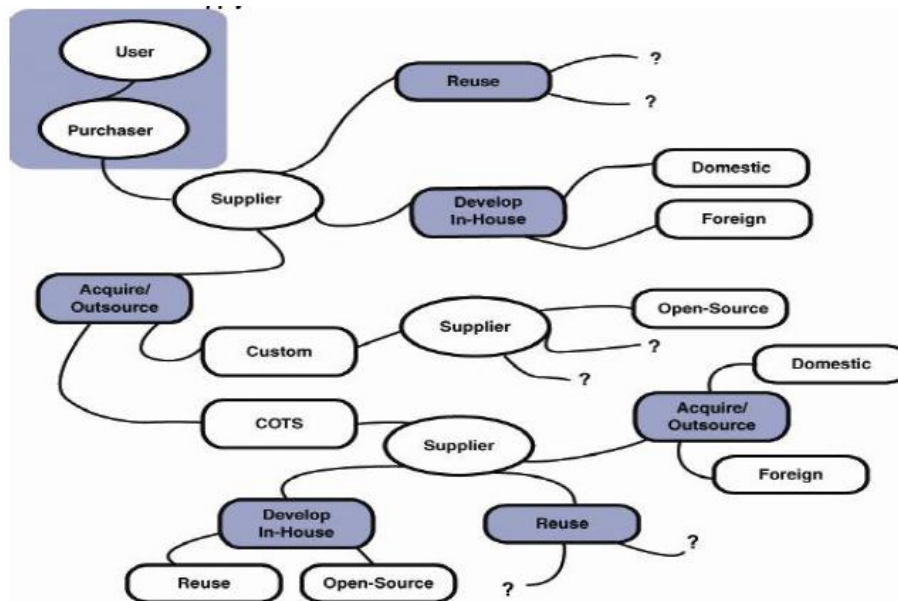 User
Purchaser
Supplier
Reuse
?
?
Develop
In-House
Domestic
Foreign
Acquire/
Outsource
Custom
Supplier
Open-Source
?
?
Domestic
COTS
Supplier
Acquire/
Outsource
Foreign
Develop
In-House
Reuse
?
?
Reuse
Open-Source